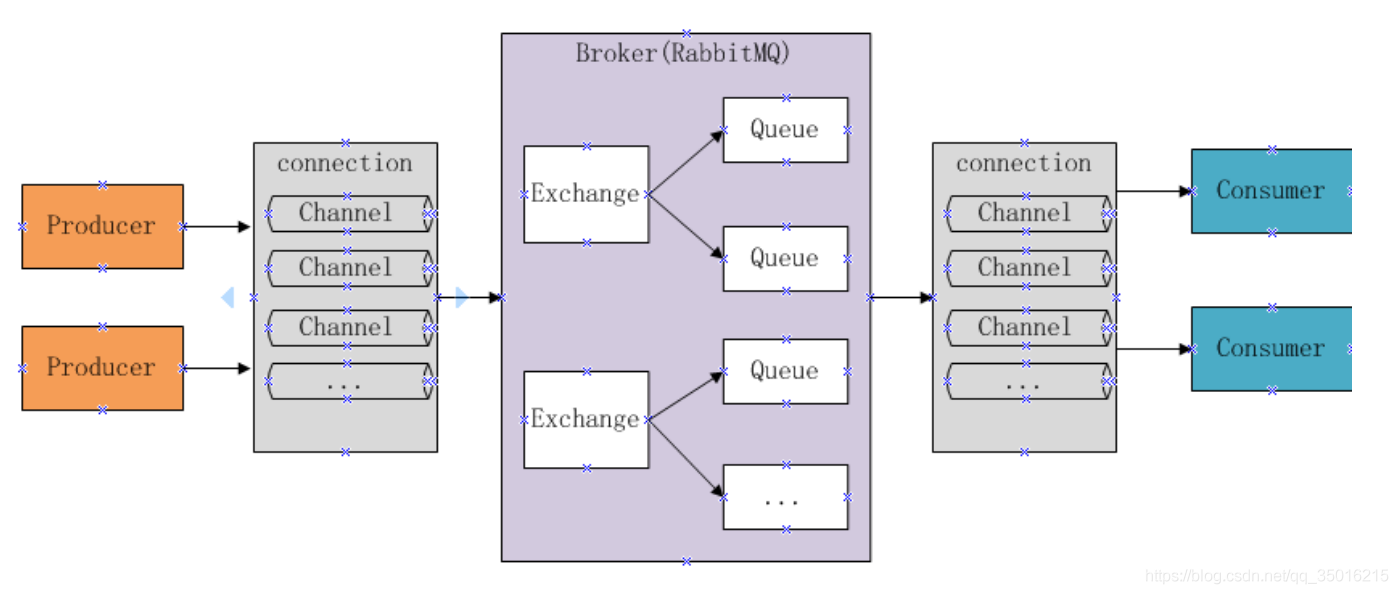 Broker(RabbitMQ)
Producer
Producer
connection
Channel
Channel
Channel
...
Exchange
Exchange
Queue
Queue
Queue
...
connection
Channel
Channel
Channel
...
Consumer
Consumer
https://blog.csdn.net/qq_35016215